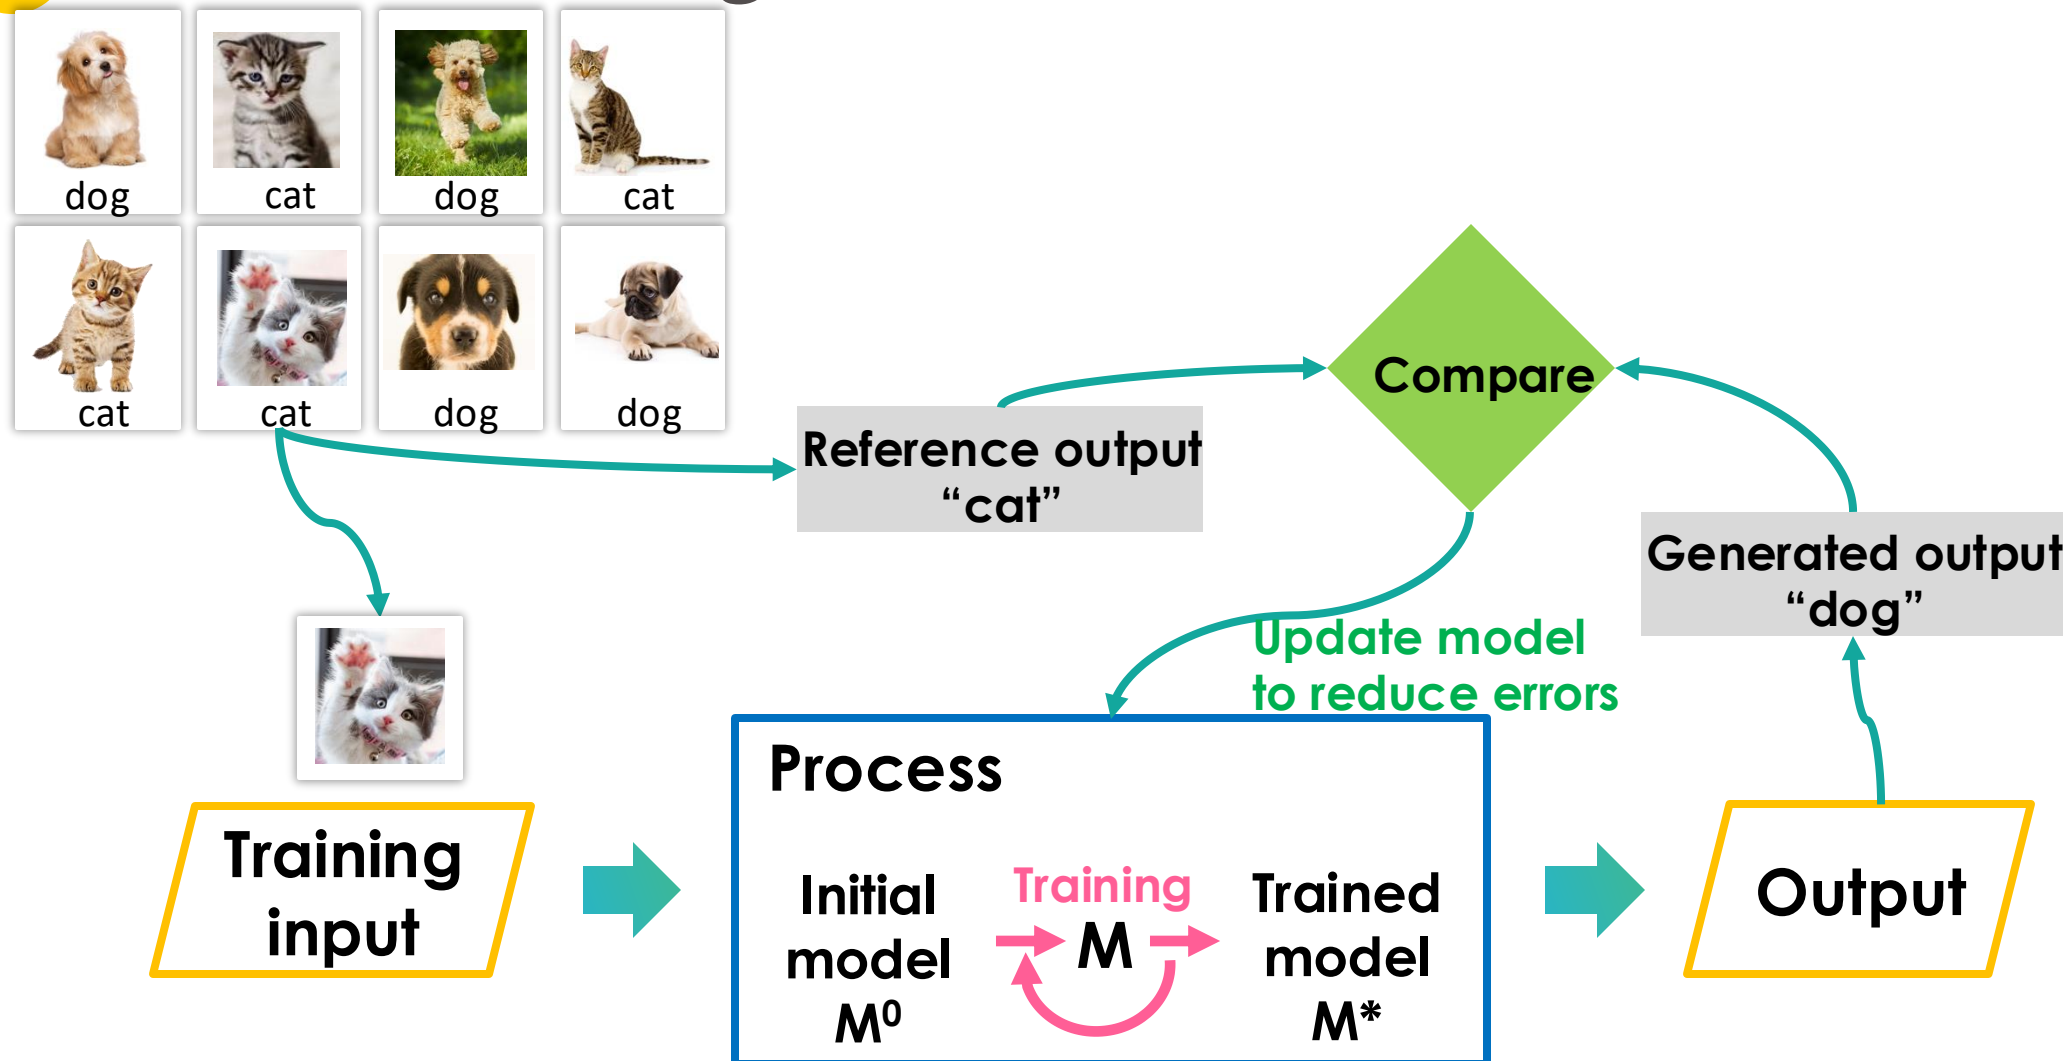 dog
cat
dog
cat
cat
cat
dog
dog
Compare
Reference output
“cat”
Generated output
“dog”
Update model
to reduce errors
Training
input
Process
Initial
model
M⁰
Training
M
Trained
model
M*
Output